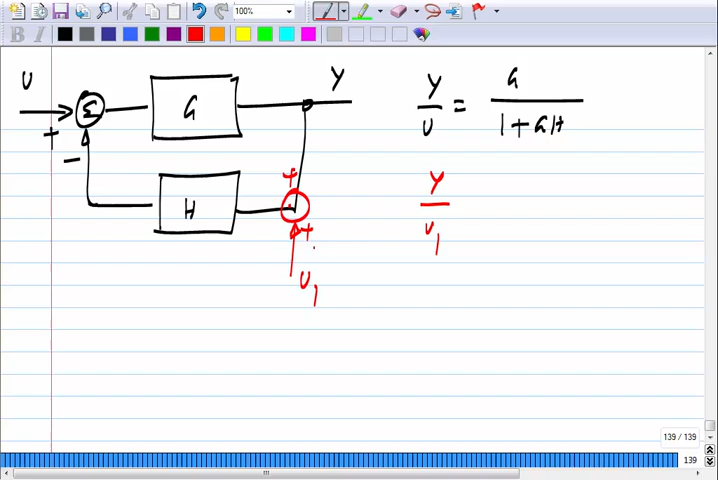 100%
B I
U
Y
Σ
G
Y/U = G/(1+GH)
+
−
H
+
+
Y/U₁
U₁
139 / 139
139